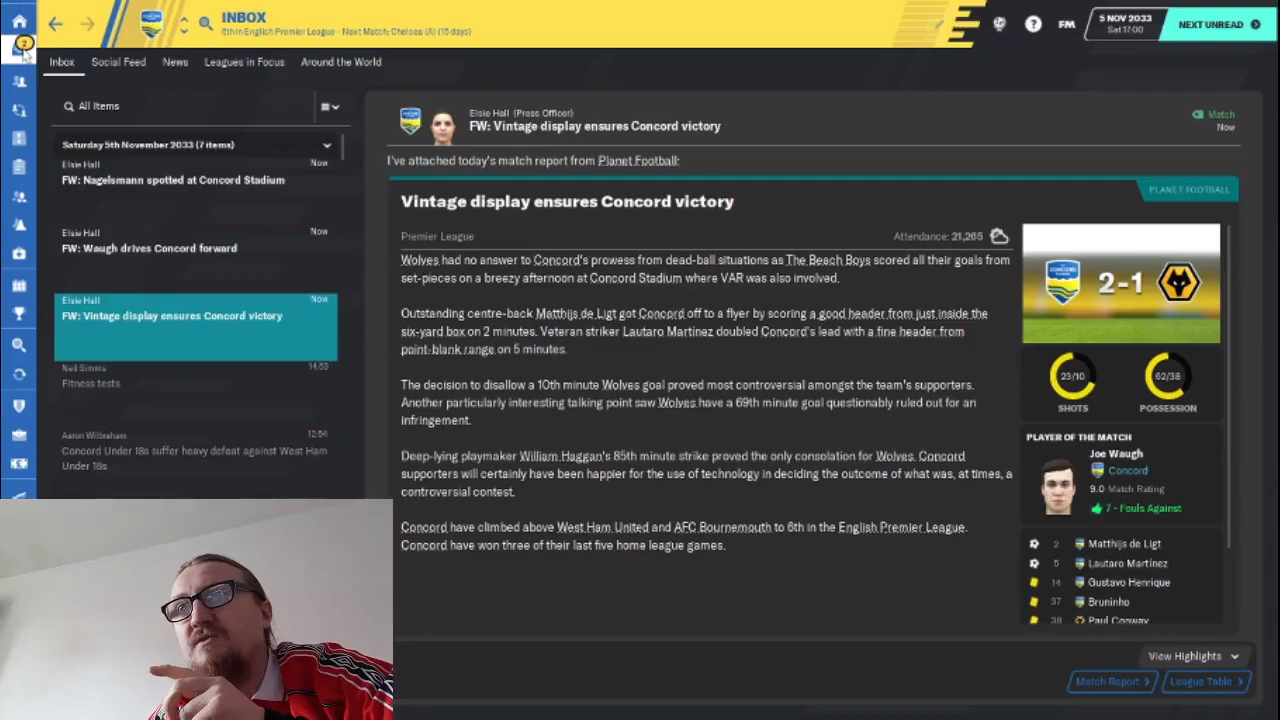 INBOX
6th in English Premier League - Next Match: Chelsea (A) (15 days)
FM
5 NOV 2033
Sat 17:00
NEXT UNREAD
2
Inbox
Social Feed
News
Leagues in Focus
Around the World
All Items
Saturday 5th November 2033 (7 items)
Elsie Hall
Now
FW: Nagelsmann spotted at Concord Stadium
Elsie Hall
Now
FW: Waugh drives Concord forward
Elsie Hall
Now
FW: Vintage display ensures Concord victory
Neil Simms
14:53
Fitness tests
Aaron Wilbraham
12:54
Concord Under 18s suffer heavy defeat against West Ham
Under 18s
Elsie Hall (Press Officer)
FW: Vintage display ensures Concord victory
Match
Now
I've attached today's match report from Planet Football:
PLANET FOOTBALL
Vintage display ensures Concord victory
Premier League
Attendance: 21,265
Wolves had no answer to Concord's prowess from dead-ball situations as The Beach Boys scored all their goals from
set-pieces on a breezy afternoon at Concord Stadium where VAR was also involved.
Outstanding centre-back Matthijs de Ligt got Concord off to a flyer by scoring a good header from just inside the
six-yard box on 2 minutes. Veteran striker Lautaro Martínez doubled Concord's lead with a fine header from
point-blank range on 5 minutes.
The decision to disallow a 10th minute Wolves goal proved most controversial amongst the team's supporters.
Another particularly interesting talking point saw Wolves have a 69th minute goal questionably ruled out for an
infringement.
Deep-lying playmaker William Haggan's 85th minute strike proved the only consolation for Wolves. Concord
supporters will certainly have been happier for the use of technology in deciding the outcome of what was, at times, a
controversial contest.
Concord have climbed above West Ham United and AFC Bournemouth to 6th in the English Premier League.
Concord have won three of their last five home league games.
CONCORD
2-1
23/10
SHOTS
62/38
POSSESSION
PLAYER OF THE MATCH
Joe Waugh
Concord
9.0 Match Rating
7 - Fouls Against
2 Matthijs de Ligt
5 Lautaro Martínez
14 Gustavo Henrique
37 Bruninho
38 Paul Conway
View Highlights
Match Report
League Table